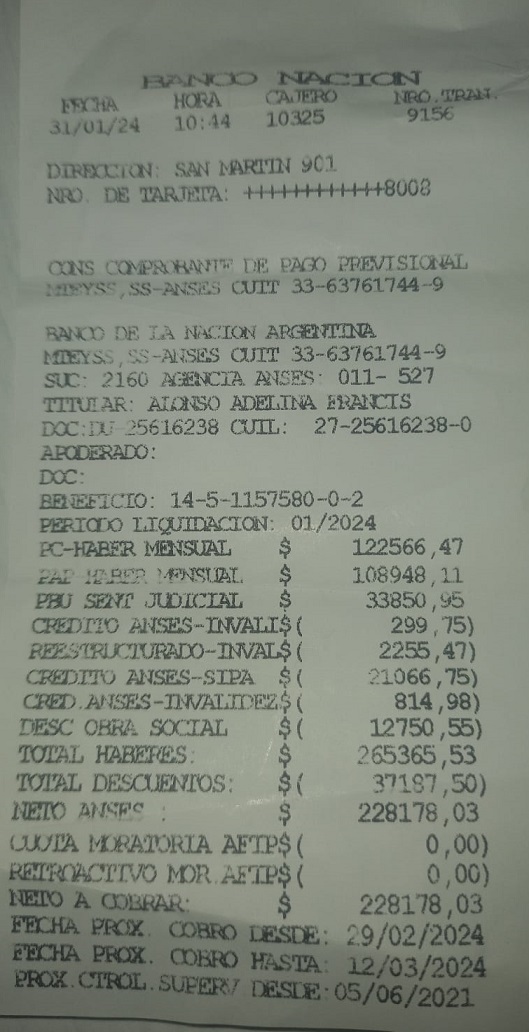 BANCO NACION
FECHA HORA CAJERO NRO.TRAN.
31/01/24 10:44 10325 9156
DIRECCION: SAN MARTIN 901
NRO. DE TARJETA: ++++++++++++8008
CONS COMPROBANTE DE PAGO PREVISIONAL
MTEYSS,SS-ANSES CUIT 33-63761744-9
BANCO DE LA NACION ARGENTINA
MTEYSS,SS-ANSES CUIT 33-63761744-9
SUC: 2160 AGENCIA ANSES: 011- 527
TITULAR: ALONSO ADELINA FRANCIS
DOC:DU 25616238 CUIL: 27-25616238-0
APODERADO:
DOC:
BENEFICIO: 14-5-1157580-0-2
PERIODO LIQUIDACION: 01/2024
PC-HABER MENSUAL $ 122566,47
PAP HABER MENSUAL $ 108948,11
PBU SENT JUDICIAL $ 33850,95
CREDITO ANSES-INVALI$( 299,75)
REESTRUCTURADO-INVAL$( 2255,47)
CREDITO ANSES-SIPA $( 21066,75)
CRED.ANSES-INVALIDEZ$( 814,98)
DESC OBRA SOCIAL $( 12750,55)
TOTAL HABERES: $ 265365,53
TOTAL DESCUENTOS: $( 37187,50)
NETO ANSES : $ 228178,03
CUOTA MORATORIA AFIP$( 0,00)
RETROACTIVO MOR.AFIP$( 0,00)
NETO A COBRAR: $ 228178,03
FECHA PROX. COBRO DESDE: 29/02/2024
FECHA PROX. COBRO HASTA: 12/03/2024
PROX.CTROL.SUPERV DESDE:05/06/2021